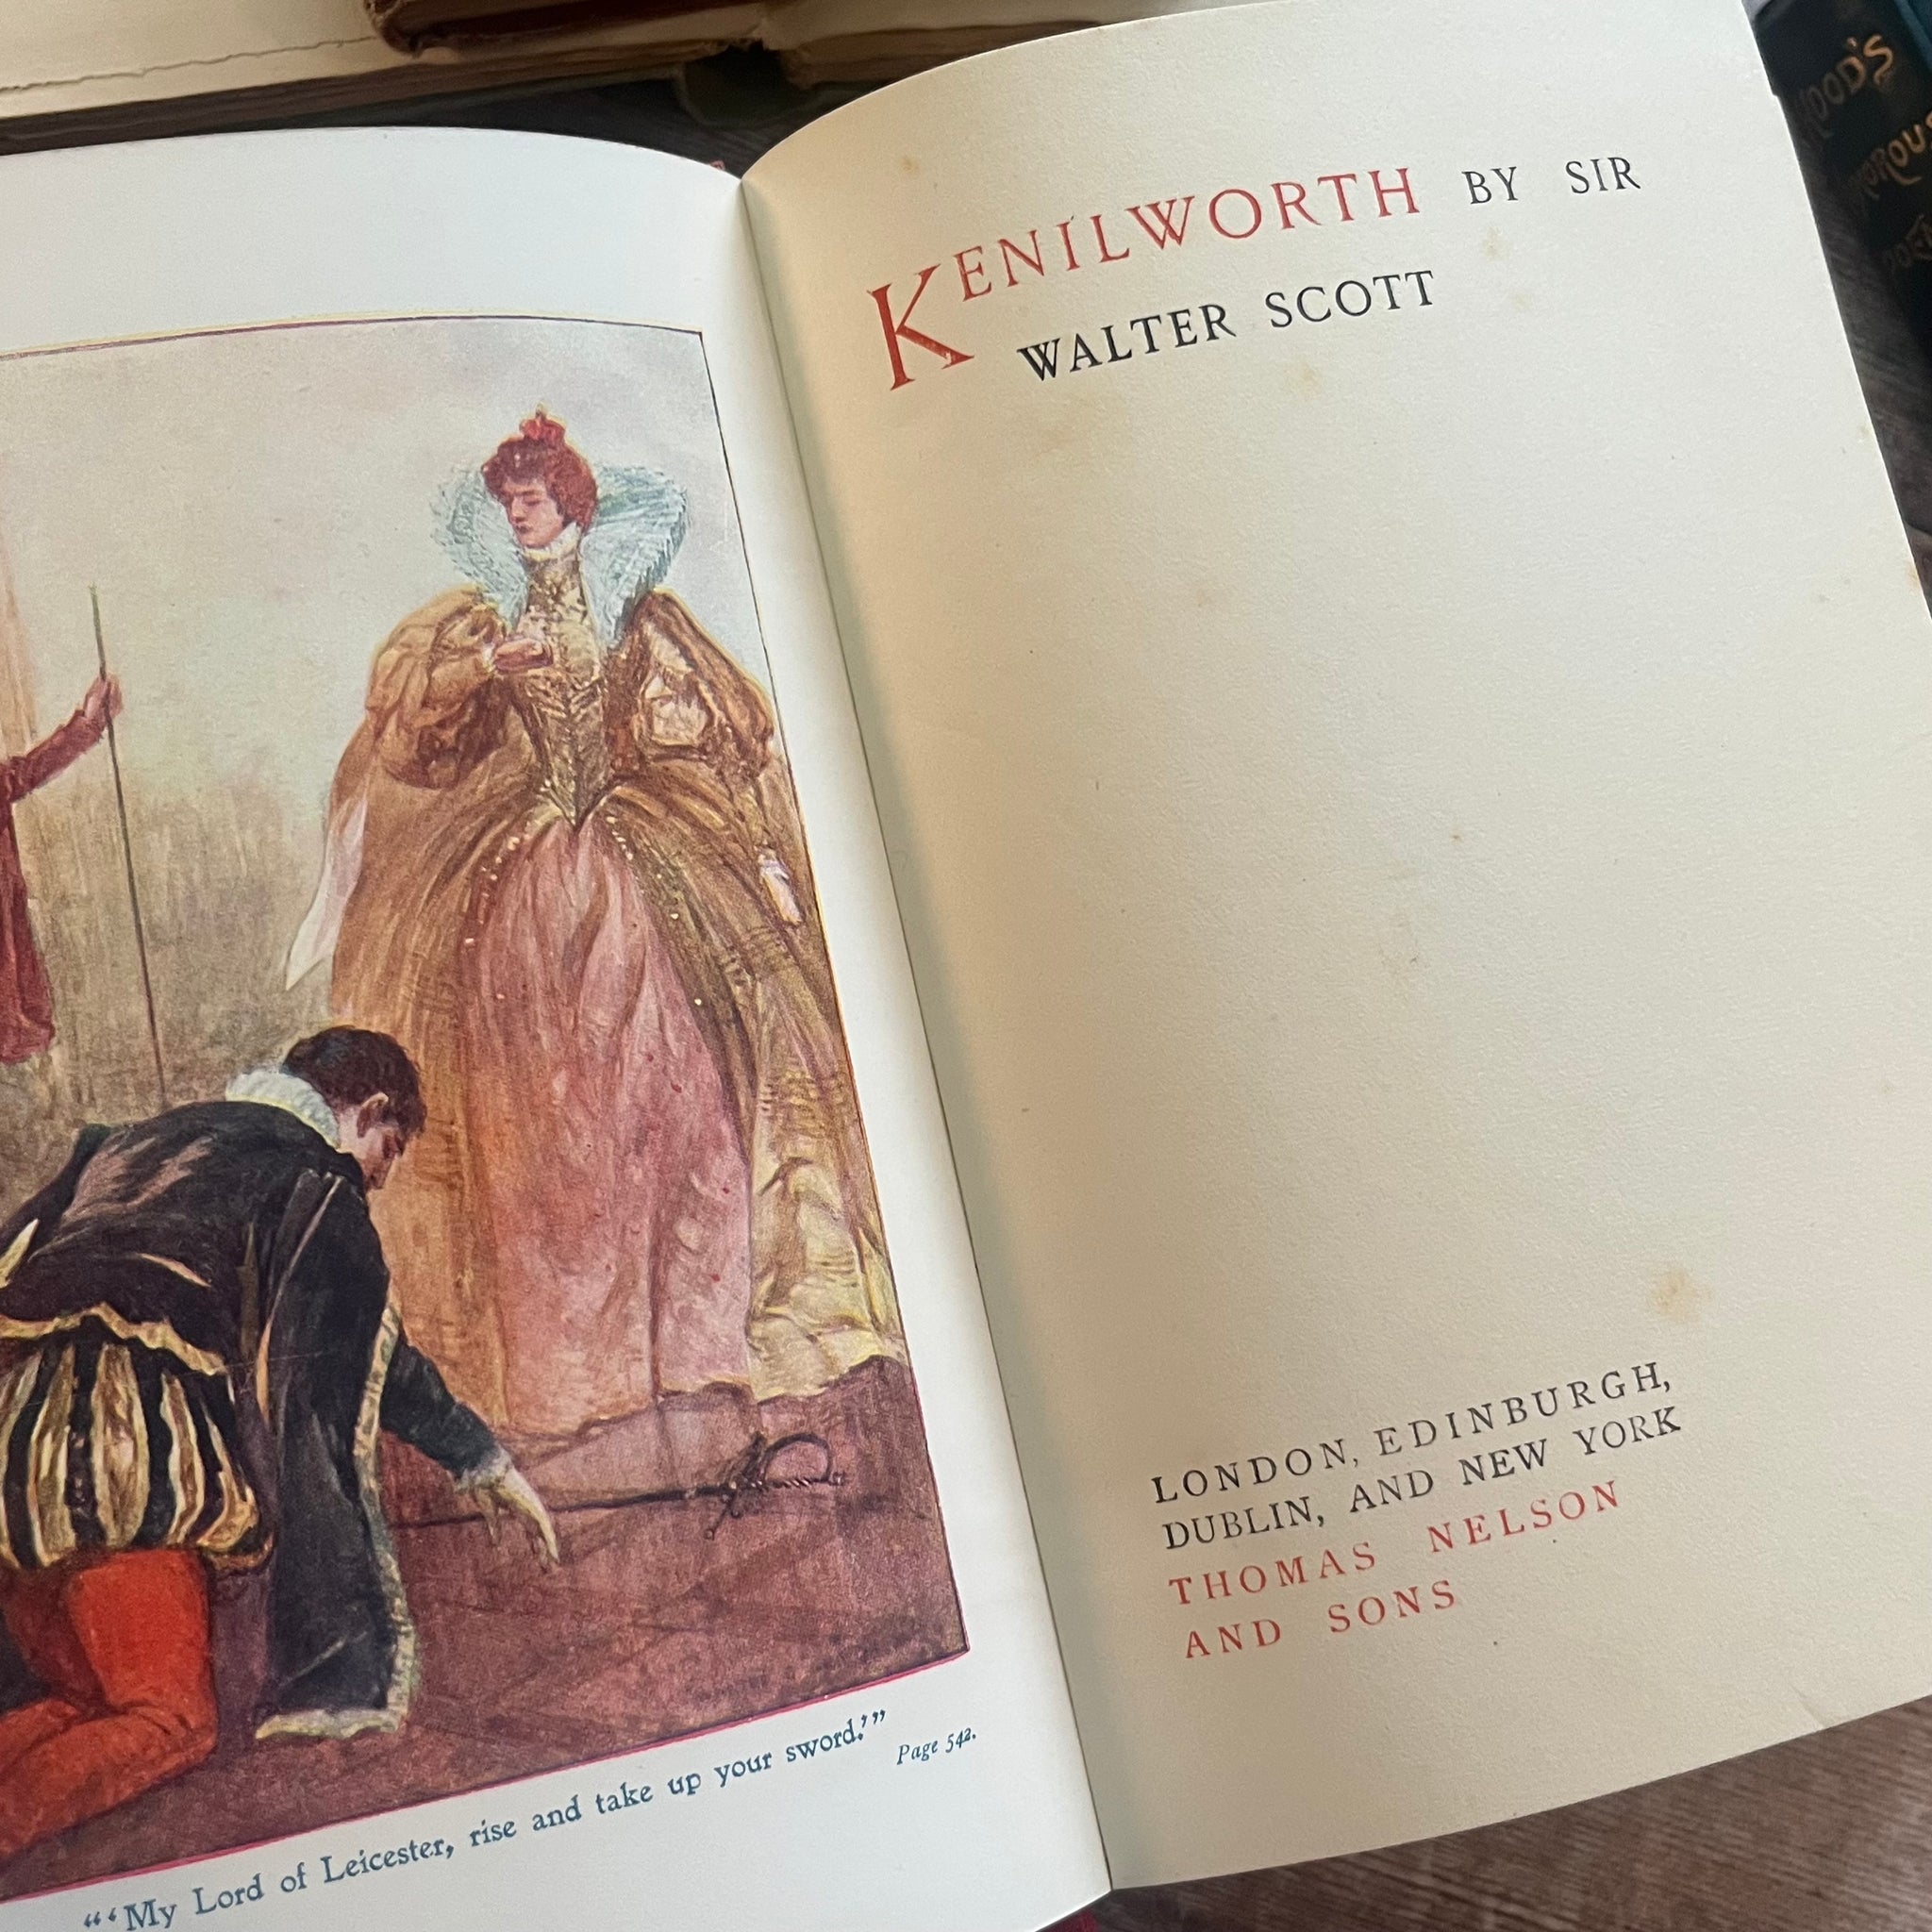 "'My Lord of Leicester, rise and take up your sword.'"
Page 542.
KENILWORTH BY SIR
WALTER SCOTT
LONDON, EDINBURGH,
DUBLIN, AND NEW YORK
THOMAS NELSON
AND SONS